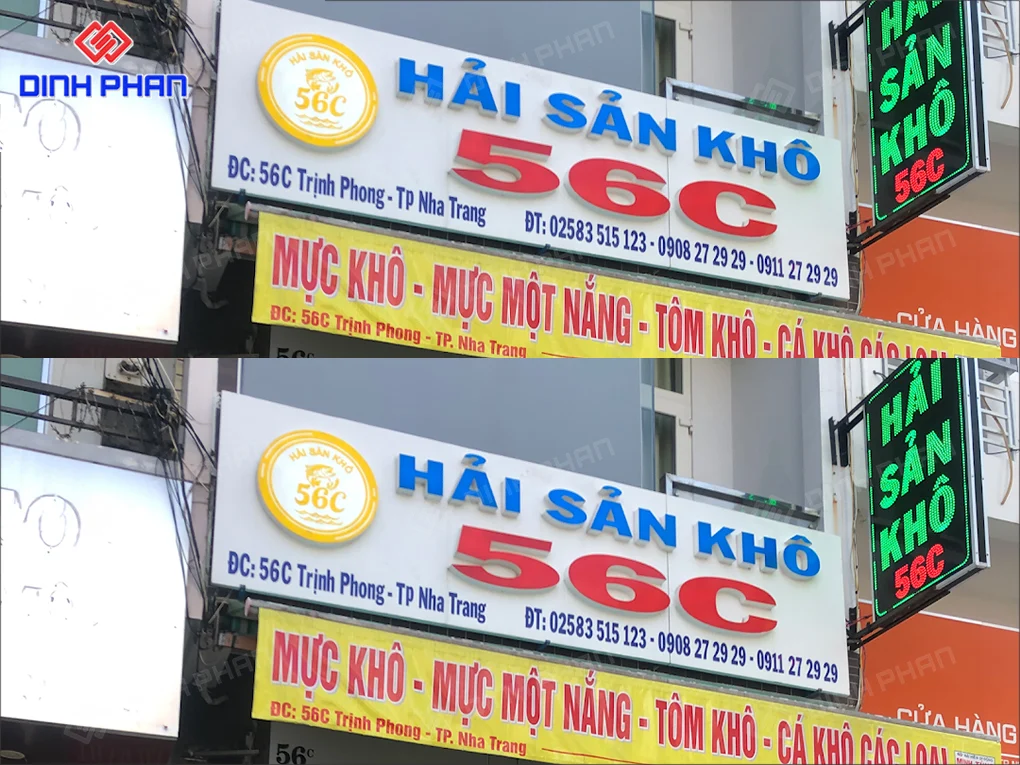 DINH PHAN
HẢI SẢN KHÔ
56C
HẢI SẢN KHÔ
56C
ĐC: 56C Trịnh Phong - TP Nha Trang
ĐT: 02583 515 123 - 0908 27 29 29 - 0911 27 29 29
HẢI
SẢN
KHÔ
56C
MỰC KHÔ - MỰC MỘT NẮNG - TÔM KHÔ - CÁ KHÔ CÁC LOẠI
ĐC: 56C Trịnh Phong - TP. Nha Trang
CỬA HÀNG
56C
HẢI SẢN KHÔ
56C
HẢI SẢN KHÔ
56C
ĐC: 56C Trịnh Phong - TP Nha Trang
ĐT: 02583 515 123 - 0908 27 29 29 - 0911 27 29 29
HẢI
SẢN
KHÔ
56C
MỰC KHÔ - MỰC MỘT NẮNG - TÔM KHÔ - CÁ KHÔ CÁC LOẠI
ĐC: 56C Trịnh Phong - TP. Nha Trang
CỬA HÀNG
56C